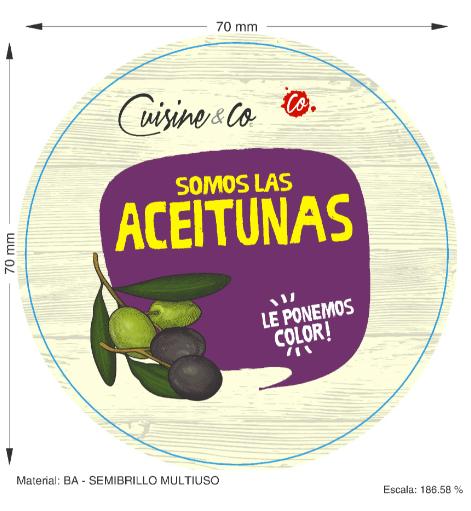 70 mm
Cuisine & Co
Co.
70 mm
SOMOS LAS
ACEITUNAS
LE PONEMOS
COLOR!
Material: BA - SEMIBRILLO MULTIUSO
Escala: 186.58 %